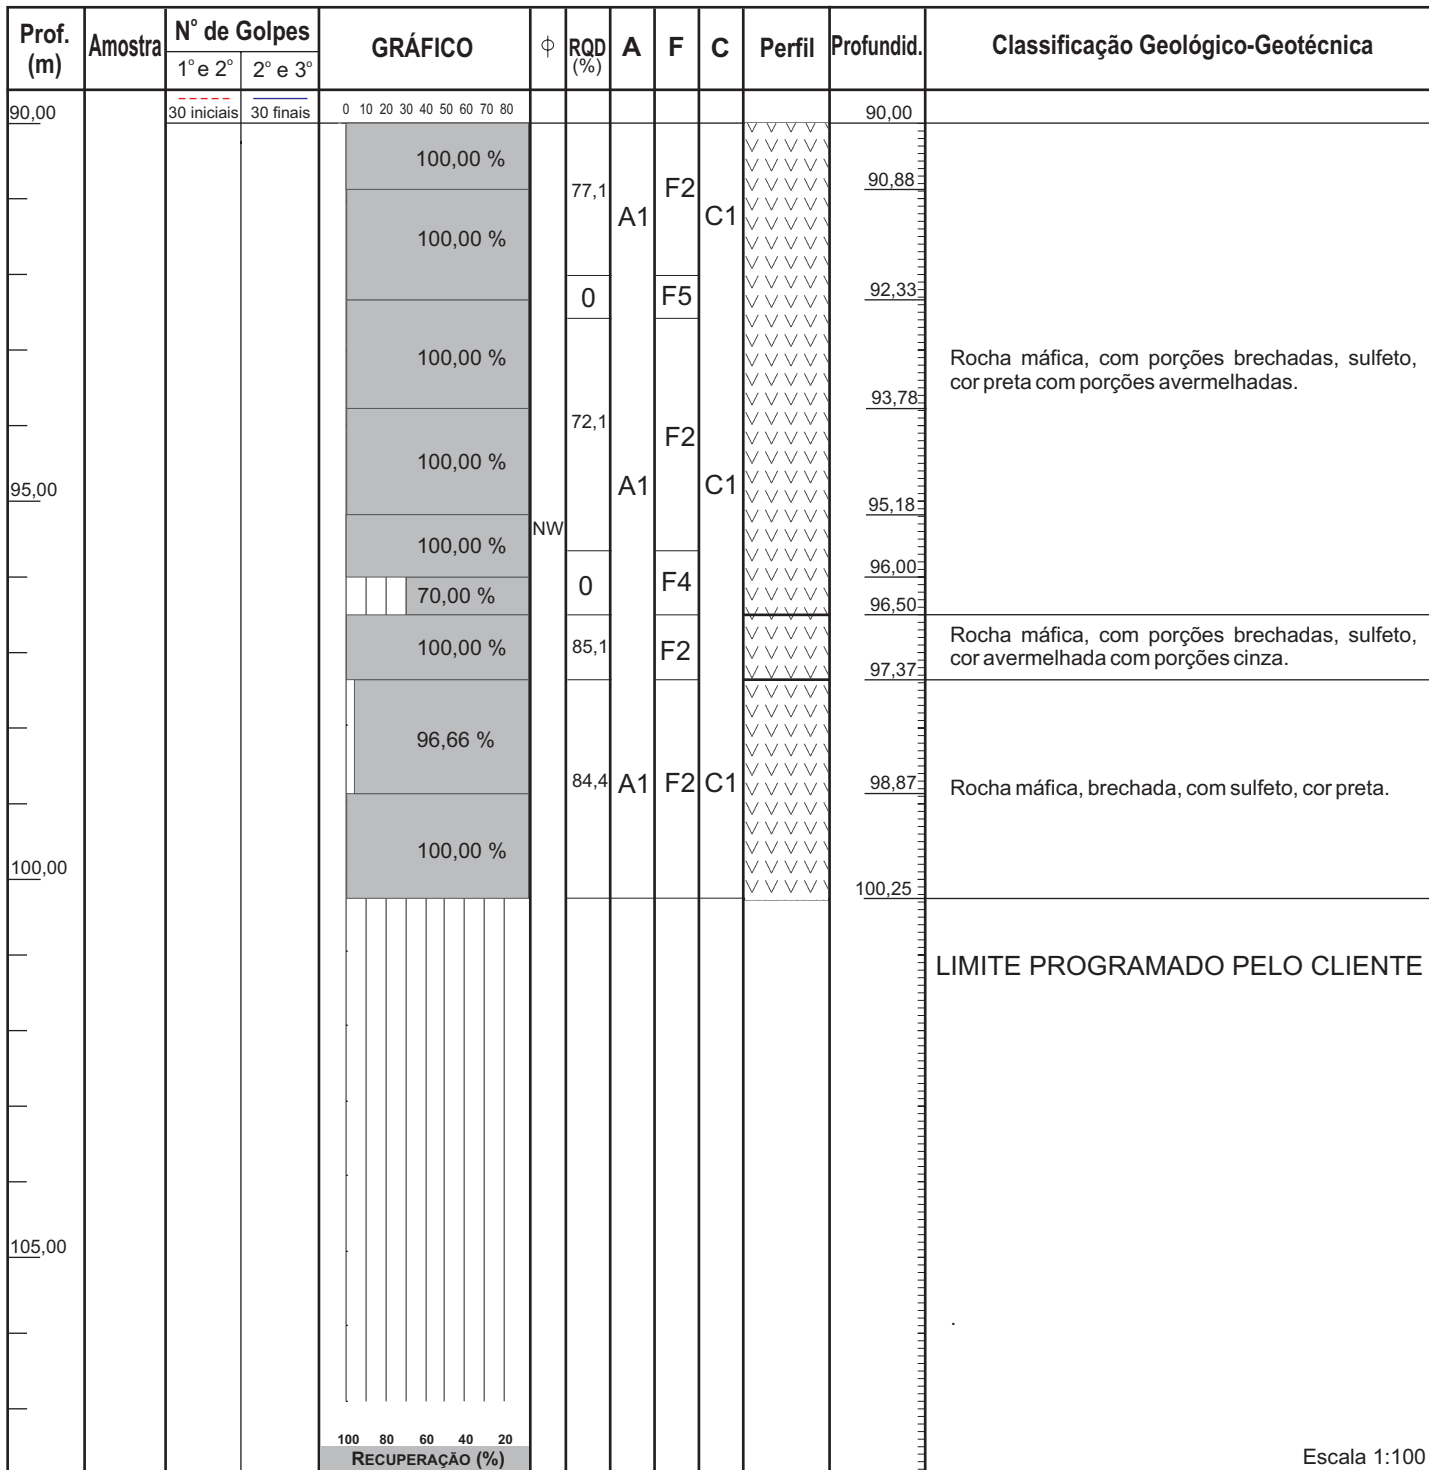 Prof. (m)
Amostra
N° de Golpes
1° e 2°
2° e 3°
GRÁFICO
ϕ
RQD (%)
A
F
C
Perfil
Profundid.
Classificação Geológico-Geotécnica
90,00
30 iniciais
30 finais
0 10 20 30 40 50 60 70 80
90,00
100,00 %
77,1
F2
90,88
A1
C1
100,00 %
0
F5
92,33
100,00 %
Rocha máfica, com porções brechadas, sulfeto,
cor preta com porções avermelhadas.
93,78
72,1
F2
100,00 %
95,00
A1
C1
95,18
NW
100,00 %
96,00
0
F4
70,00 %
96,50
100,00 %
85,1
F2
Rocha máfica, com porções brechadas, sulfeto,
cor avermelhada com porções cinza.
97,37
96,66 %
84,4
A1
F2
C1
98,87
Rocha máfica, brechada, com sulfeto, cor preta.
100,00 %
100,00
100,25
LIMITE PROGRAMADO PELO CLIENTE
105,00
.
100 80 60 40 20
RECUPERAÇÃO (%)
Escala 1:100